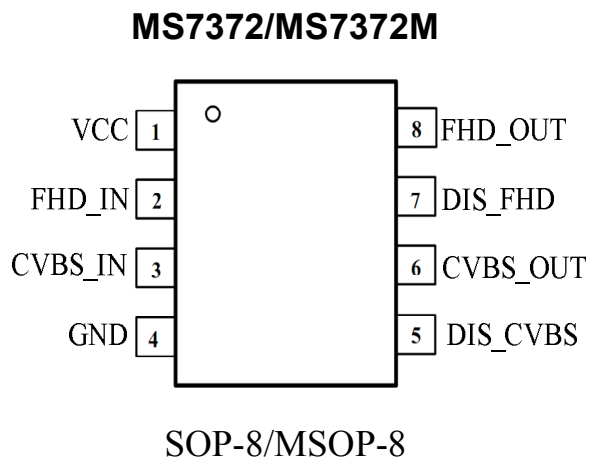 MS7372/MS7372M
VCC 1 8 FHD_OUT
FHD_IN 2 7 DIS_FHD
CVBS_IN 3 6 CVBS_OUT
GND 4 5 DIS_CVBS
SOP-8/MSOP-8